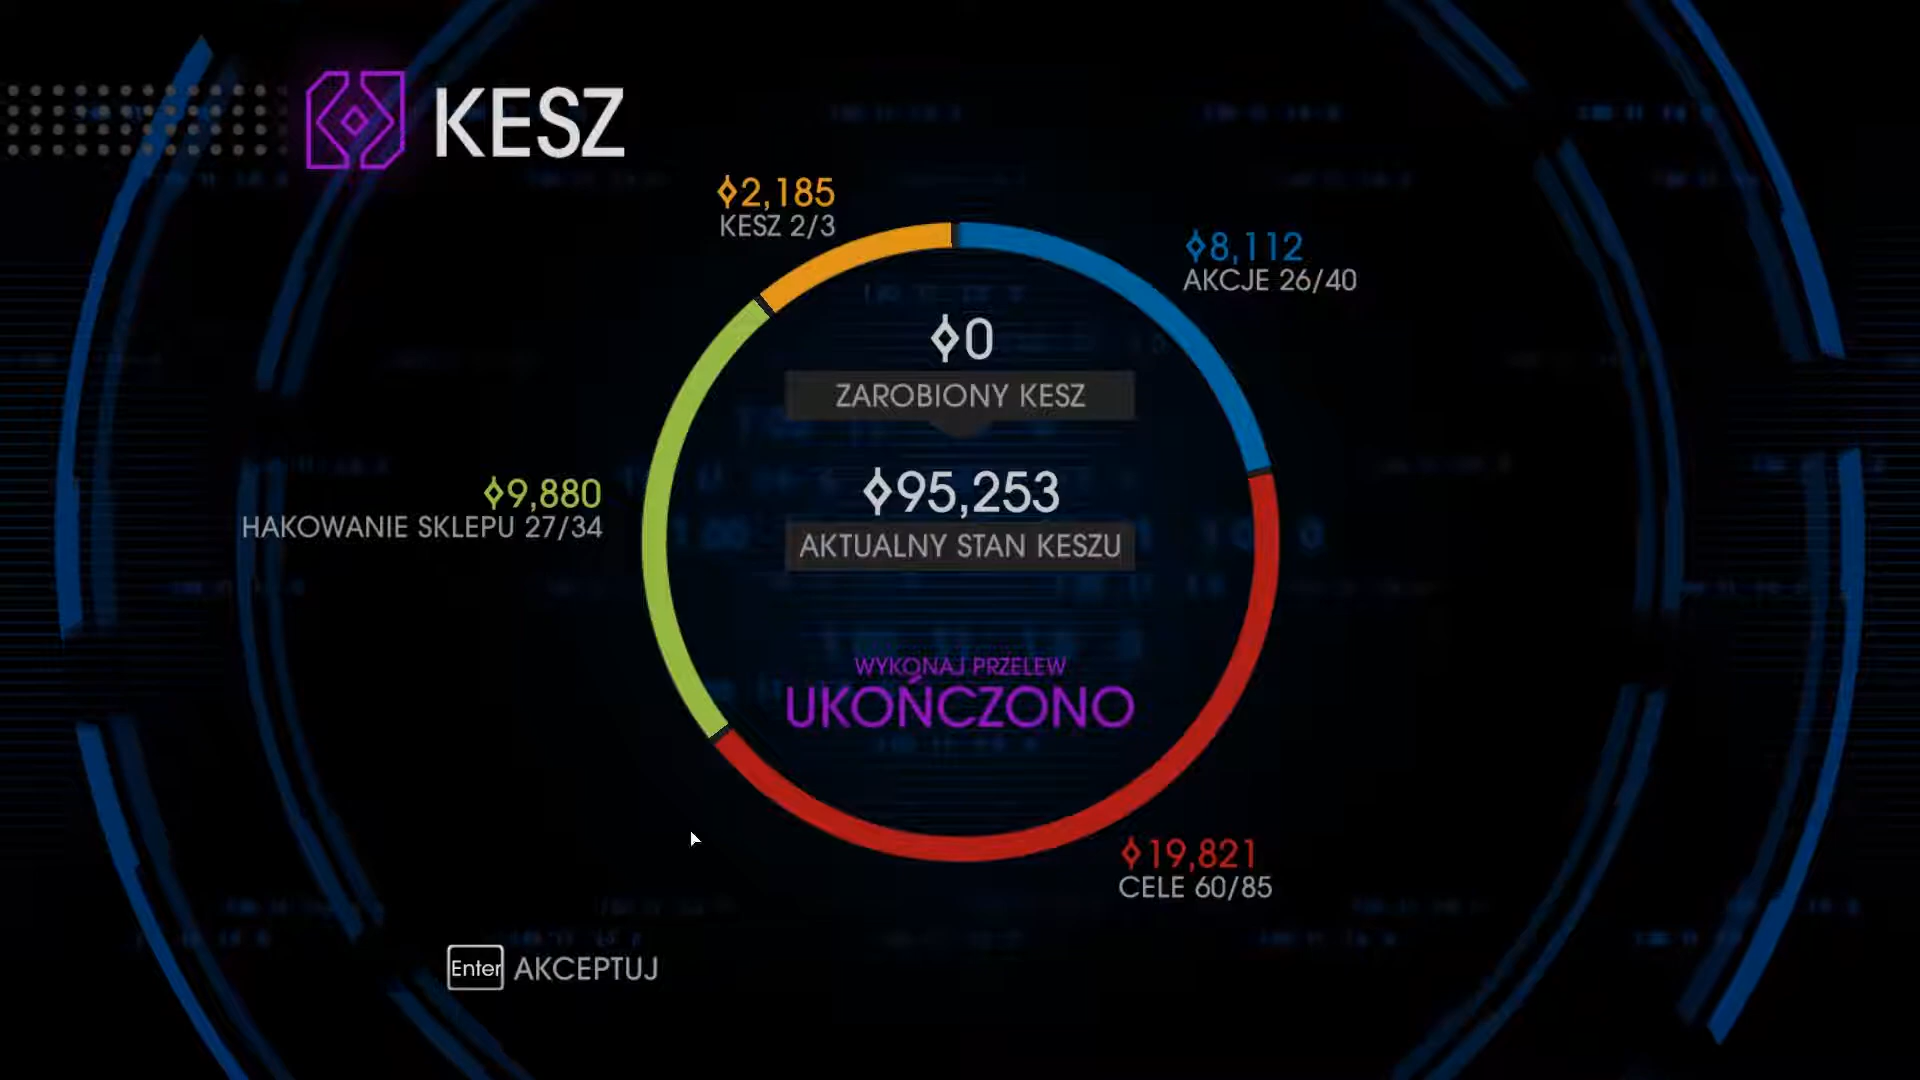 KESZ
2,185
KESZ 2/3
8,112
AKCJE 26/40
0
ZAROBIONY KESZ
95,253
AKTUALNY STAN KESZU
9,880
HAKOWANIE SKLEPU 27/34
WYKONAJ PRZELEW
UKOŃCZONO
19,821
CELE 60/85
Enter AKCEPTUJ